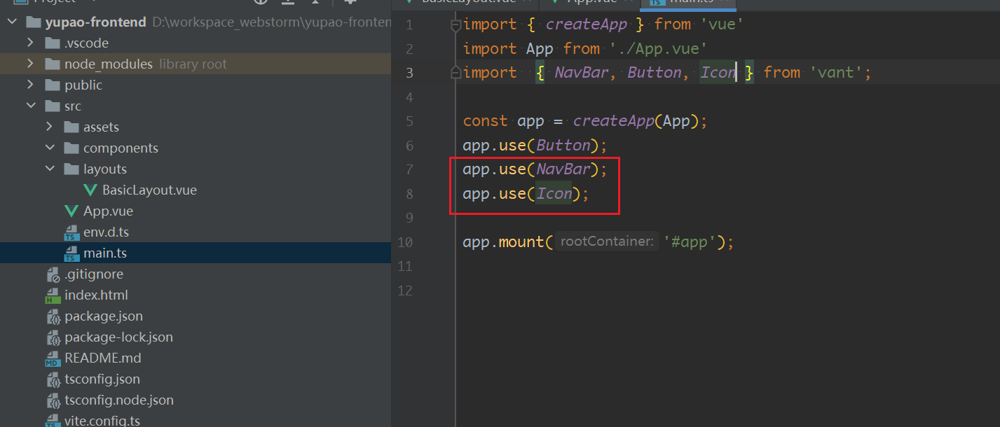 Project
yupao-frontend D:\workspace_webstorm\yupao-fronten
.vscode
node_modules library root
public
src
assets
components
layouts
BasicLayout.vue
App.vue
env.d.ts
main.ts
.gitignore
index.html
package.json
package-lock.json
README.md
tsconfig.json
tsconfig.node.json
vite.config.ts
BasicLayout.vue App.vue main.ts
1 import { createApp } from 'vue'
2 import App from './App.vue'
3 import  { NavBar, Button, Icon } from 'vant';
4
5 const app = createApp(App);
6 app.use(Button);
7 app.use(NavBar);
8 app.use(Icon);
9
10 app.mount( rootContainer: '#app');
11
12